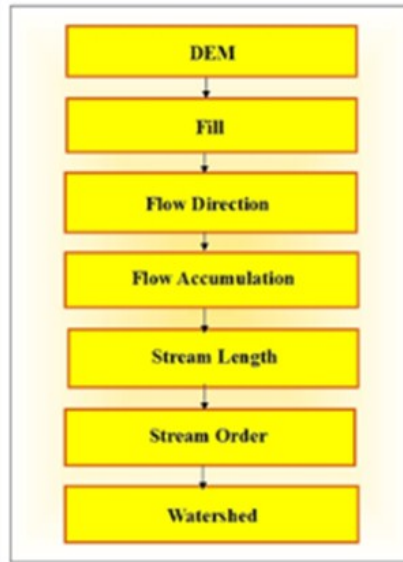 DEM
Fill
Flow Direction
Flow Accumulation
Stream Length
Stream Order
Watershed